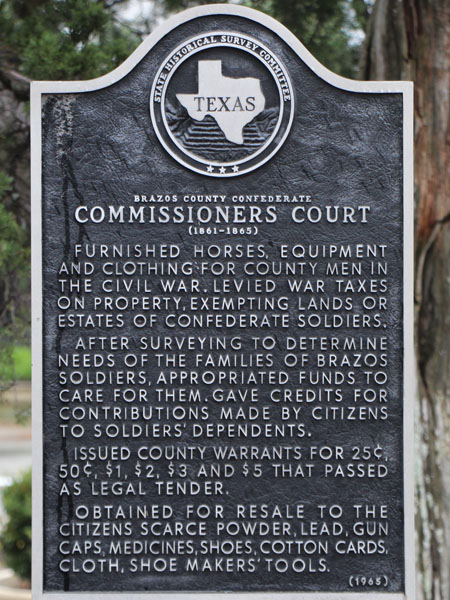 STATE HISTORICAL SURVEY COMMITTEE
TEXAS
BRAZOS COUNTY CONFEDERATE
COMMISSIONERS COURT
(1861-1865)
FURNISHED HORSES, EQUIPMENT
AND CLOTHING FOR COUNTY MEN IN
THE CIVIL WAR. LEVIED WAR TAXES
ON PROPERTY, EXEMPTING LANDS OR
ESTATES OF CONFEDERATE SOLDIERS.
AFTER SURVEYING TO DETERMINE
NEEDS OF THE FAMILIES OF BRAZOS
SOLDIERS, APPROPRIATED FUNDS TO
CARE FOR THEM. GAVE CREDITS FOR
CONTRIBUTIONS MADE BY CITIZENS
TO SOLDIERS' DEPENDENTS.
ISSUED COUNTY WARRANTS FOR 25¢,
50¢, $1, $2, $3 AND $5 THAT PASSED
AS LEGAL TENDER.
OBTAINED FOR RESALE TO THE
CITIZENS SCARCE POWDER, LEAD, GUN
CAPS, MEDICINES, SHOES, COTTON CARDS,
CLOTH, SHOE MAKERS' TOOLS.
(1965)